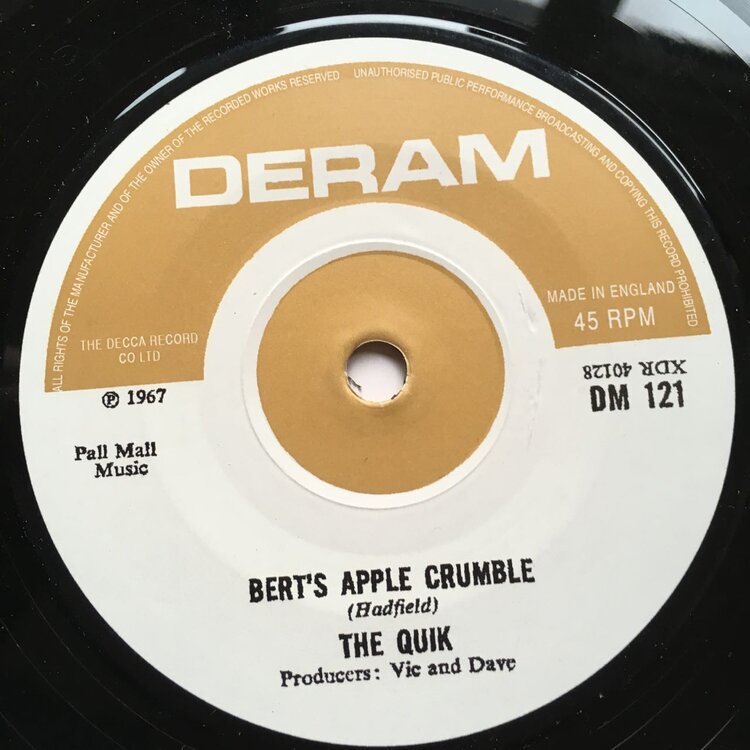 ALL RIGHTS OF THE MANUFACTURER AND OF THE OWNER OF THE RECORDED WORKS RESERVED UNAUTHORISED PUBLIC PERFORMANCE BROADCASTING AND COPYING THIS RECORD PROHIBITED
DERAM
MADE IN ENGLAND
45 RPM
THE DECCA RECORD
CO LTD
XDR 40128
℗ 1967
DM 121
Pall Mall
Music
BERT'S APPLE CRUMBLE
(Hadfield)
THE QUIK
Producers: Vic and Dave